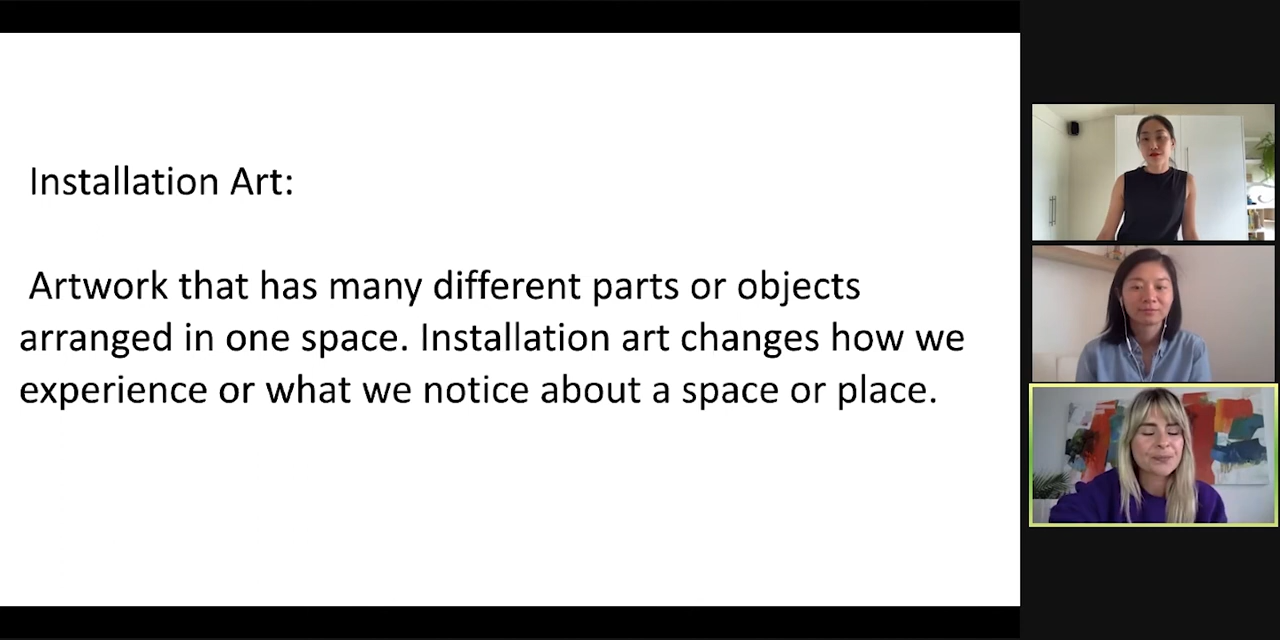 Installation Art:
Artwork that has many different parts or objects
arranged in one space. Installation art changes how we
experience or what we notice about a space or place.